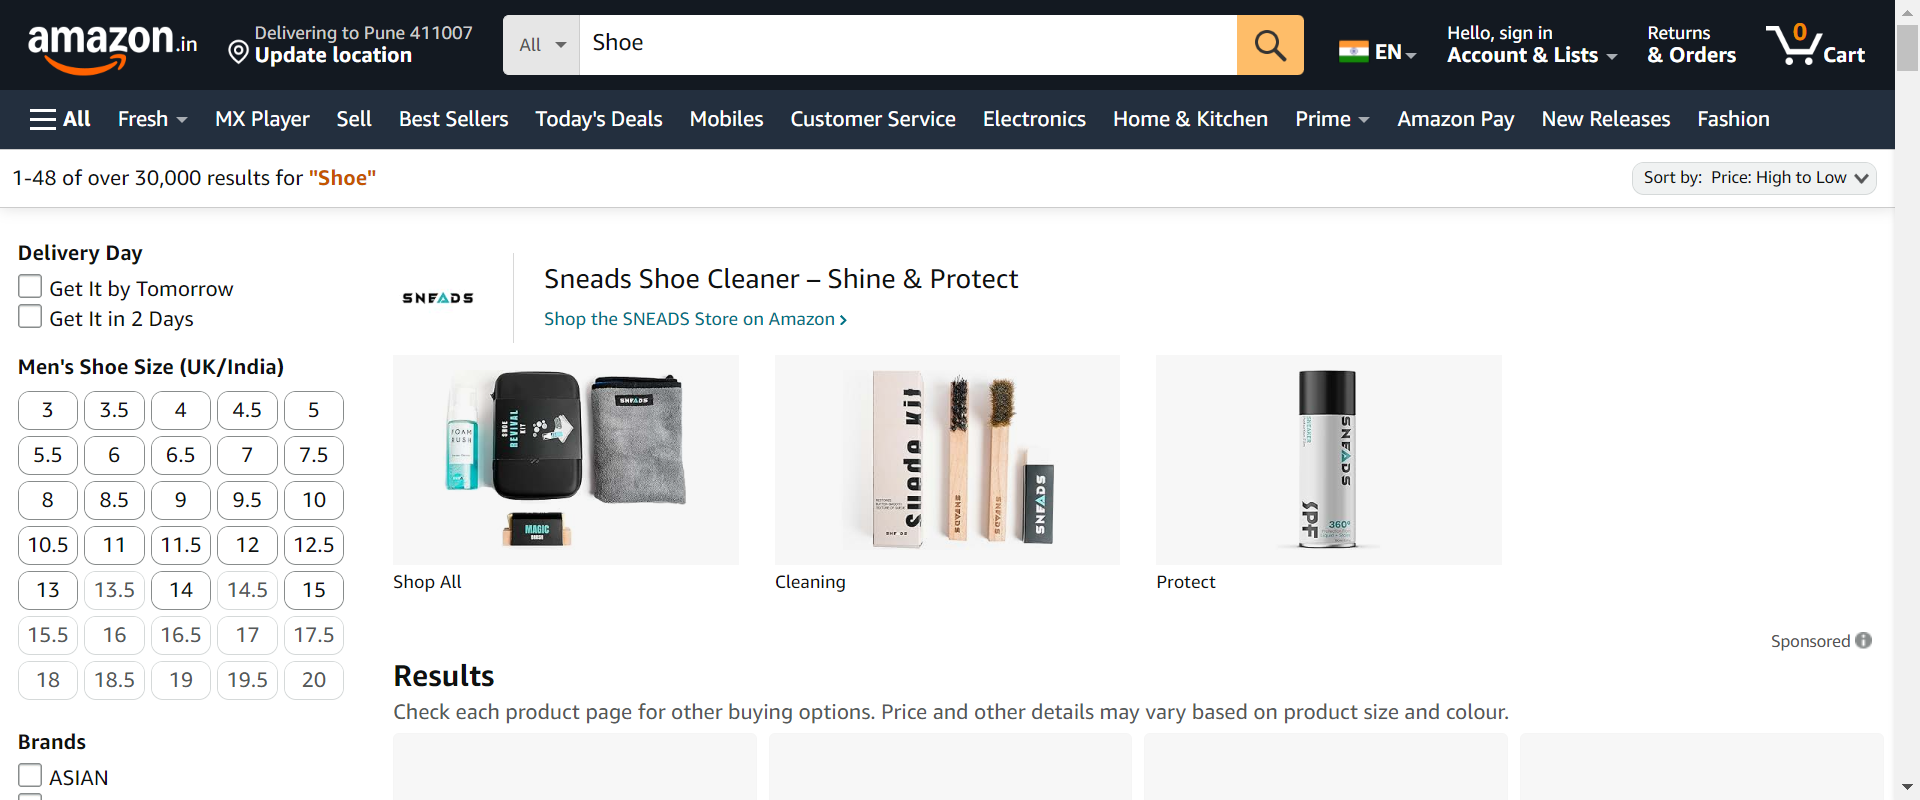 amazon.in
Delivering to Pune 411007
Update location
All
Shoe
EN
Hello, sign in
Account & Lists
Returns
& Orders
0
Cart
All
Fresh
MX Player
Sell
Best Sellers
Today's Deals
Mobiles
Customer Service
Electronics
Home & Kitchen
Prime
Amazon Pay
New Releases
Fashion
1-48 of over 30,000 results for "Shoe"
Sort by: Price: High to Low
Delivery Day
Get It by Tomorrow
Get It in 2 Days
Men's Shoe Size (UK/India)
3 3.5 4 4.5 5
5.5 6 6.5 7 7.5
8 8.5 9 9.5 10
10.5 11 11.5 12 12.5
13 13.5 14 14.5 15
15.5 16 16.5 17 17.5
18 18.5 19 19.5 20
Brands
ASIAN
SNEADS
Sneads Shoe Cleaner – Shine & Protect
Shop the SNEADS Store on Amazon
FOAM
RUSH
SHOE
REVIVAL
KIT
SNEADS
MAGIC
BRUSH
Shop All
suede kit
SNEADS
SNEADS
SNEADS
SNEADS
Cleaning
SNEAKER
SNEADS
SPF
360°
Protect
Sponsored
Results
Check each product page for other buying options. Price and other details may vary based on product size and colour.